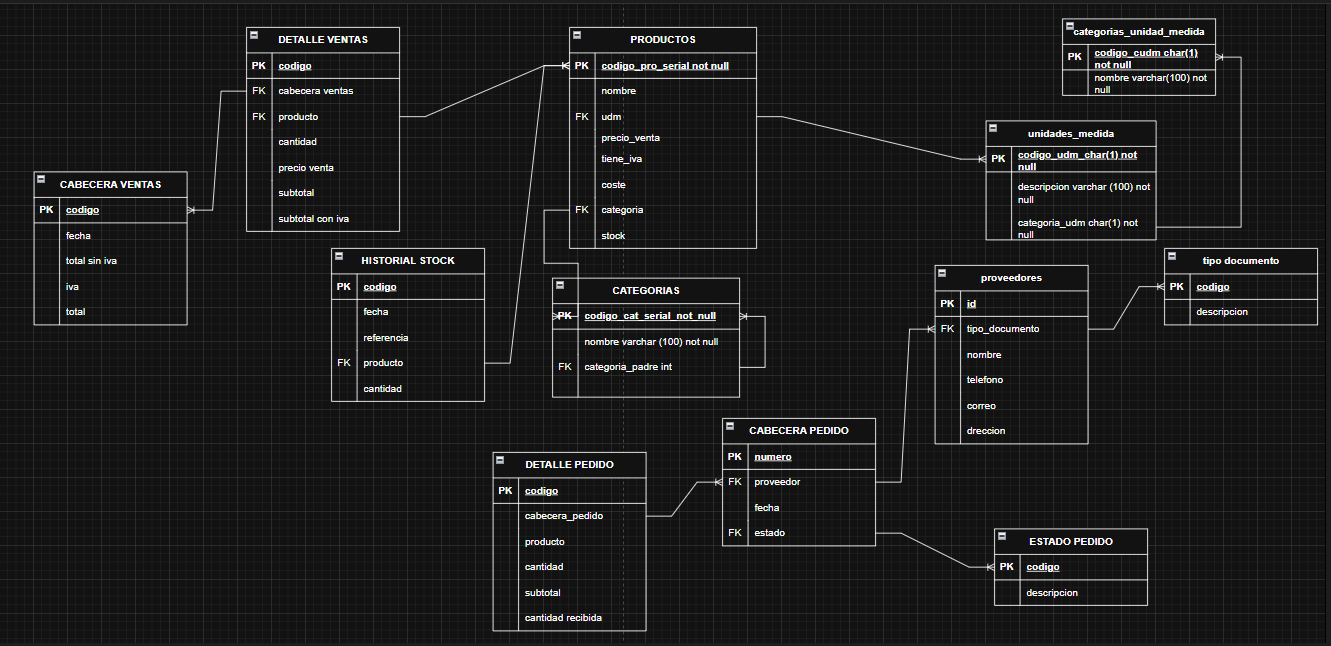 DETALLE VENTAS
PK codigo
FK cabecera ventas
FK producto
cantidad
precio venta
subtotal
subtotal con iva
PRODUCTOS
PK codigo_pro_serial not null
nombre
FK udm
precio_venta
tiene_iva
coste
FK categoria
stock
categorias_unidad_medida
PK codigo_cudm char(1)
not null
nombre varchar(100) not
null
unidades_medida
PK codigo_udm_char(1) not
null
descripcion varchar (100) not
null
categoria_udm char(1) not
null
CABECERA VENTAS
PK codigo
fecha
total sin iva
iva
total
HISTORIAL STOCK
PK codigo
fecha
referencia
FK producto
cantidad
CATEGORIAS
PK codigo_cat_serial_not_null
nombre varchar (100) not null
FK categoria_padre int
proveedores
PK id
FK tipo_documento
nombre
telefono
correo
dreccion
tipo documento
PK codigo
descripcion
CABECERA PEDIDO
PK numero
FK proveedor
fecha
FK estado
DETALLE PEDIDO
PK codigo
cabecera_pedido
producto
cantidad
subtotal
cantidad recibida
ESTADO PEDIDO
PK codigo
descripcion